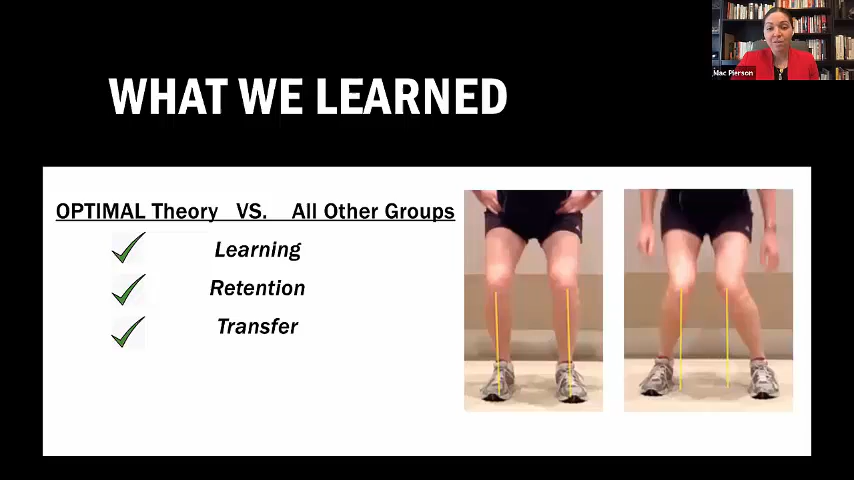 Mac Pierson
WHAT WE LEARNED
OPTIMAL Theory VS. All Other Groups
Learning
Retention
Transfer